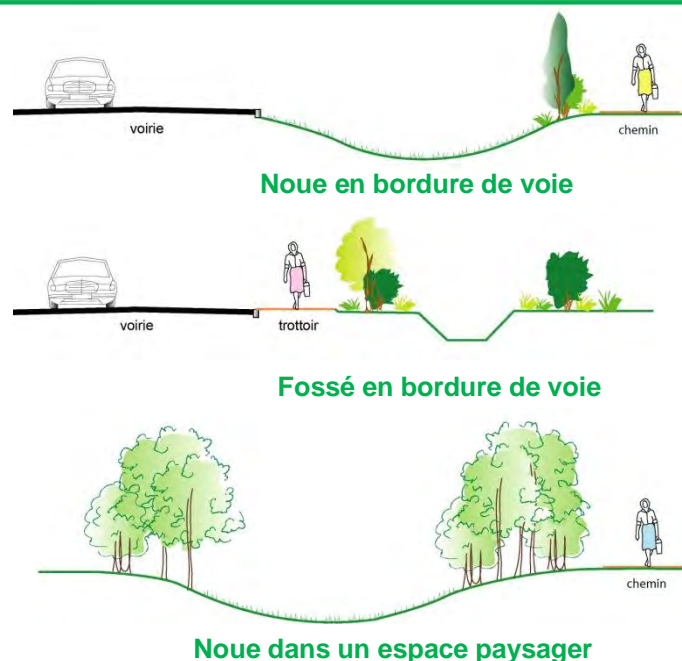 voirie
chemin
Noue en bordure de voie
voirie
trottoir
Fossé en bordure de voie
chemin
Noue dans un espace paysager